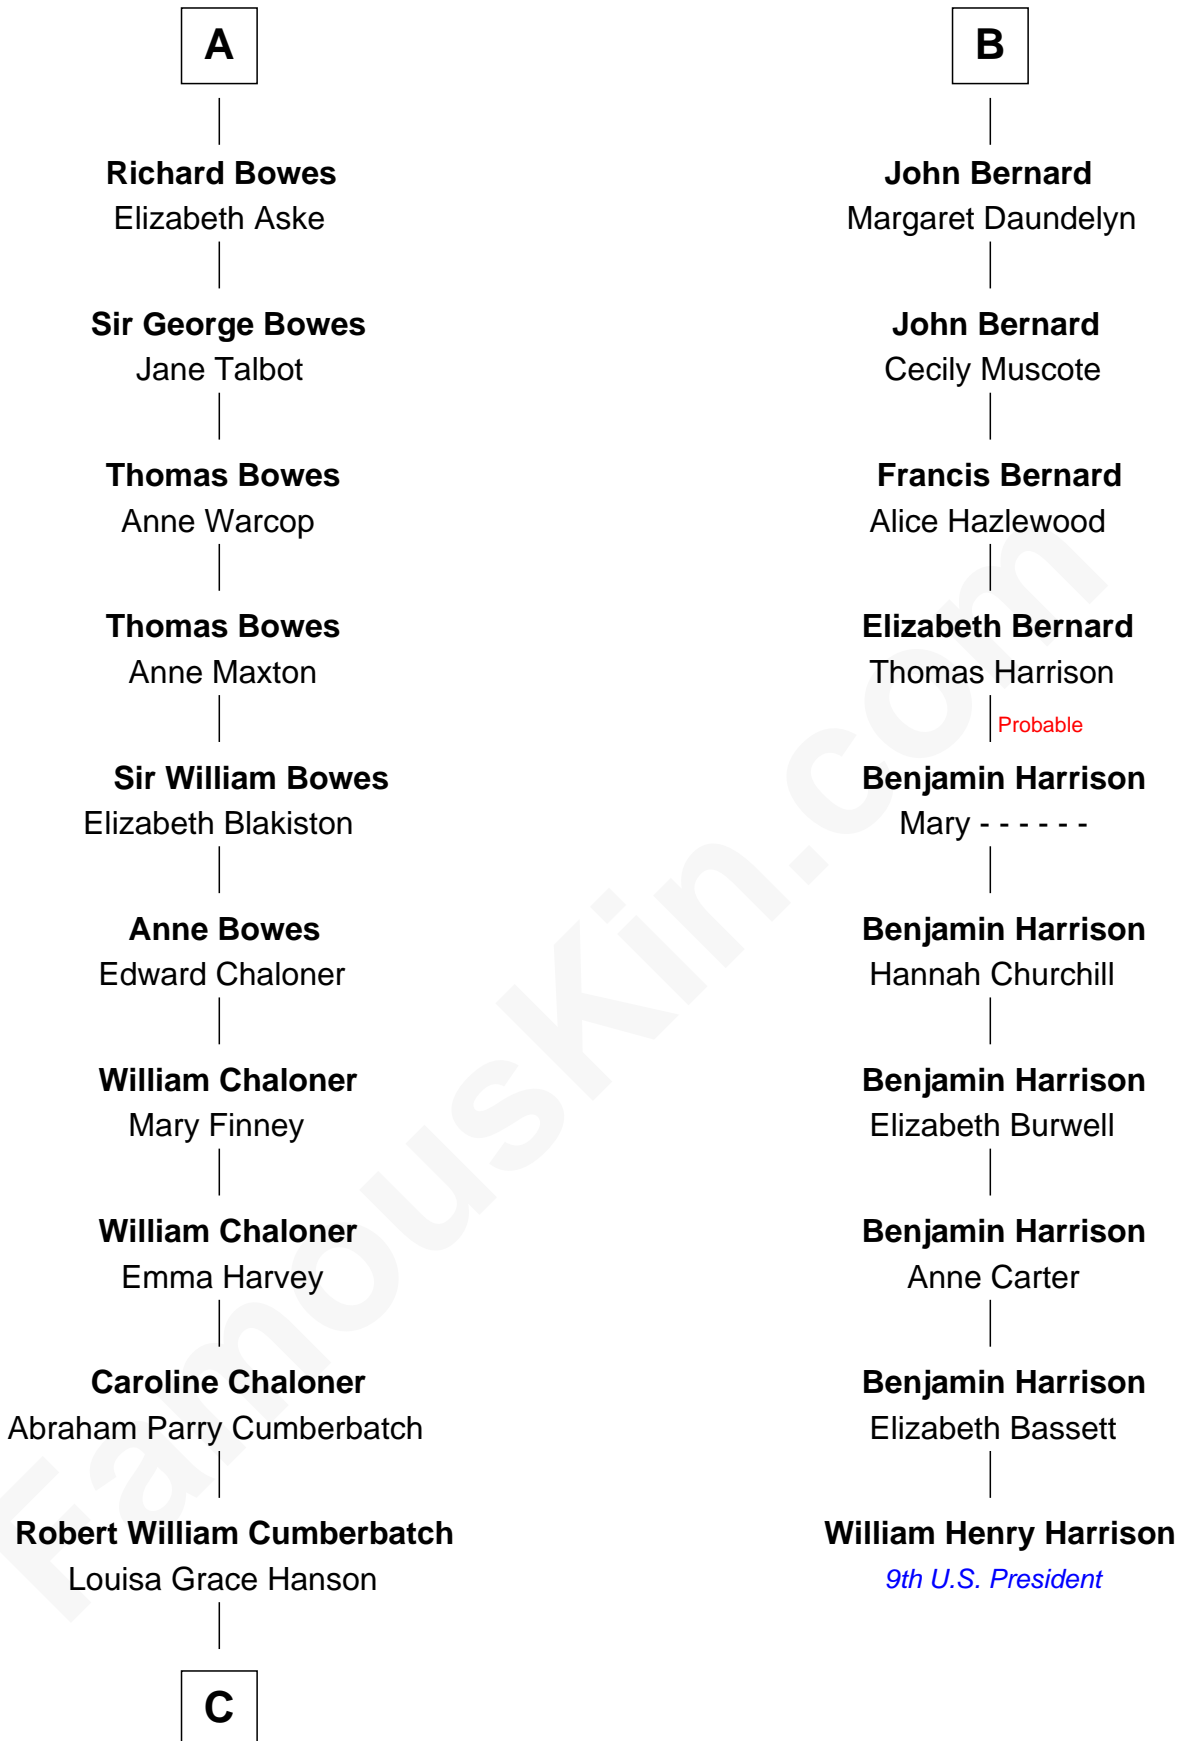 A
Richard Bowes
Elizabeth Aske
Sir George Bowes
Jane Talbot
Thomas Bowes
Anne Warcop
Thomas Bowes
Anne Maxton
Sir William Bowes
Elizabeth Blakiston
Anne Bowes
Edward Chaloner
William Chaloner
Mary Finney
William Chaloner
Emma Harvey
Caroline Chaloner
Abraham Parry Cumberbatch
Robert William Cumberbatch
Louisa Grace Hanson
C
B
John Bernard
Margaret Daundelyn
John Bernard
Cecily Muscote
Francis Bernard
Alice Hazlewood
Elizabeth Bernard
Thomas Harrison
Probable
Benjamin Harrison
Mary - - - - - -
Benjamin Harrison
Hannah Churchill
Benjamin Harrison
Elizabeth Burwell
Benjamin Harrison
Anne Carter
Benjamin Harrison
Elizabeth Bassett
William Henry Harrison
9th U.S. President
FamousKin.com